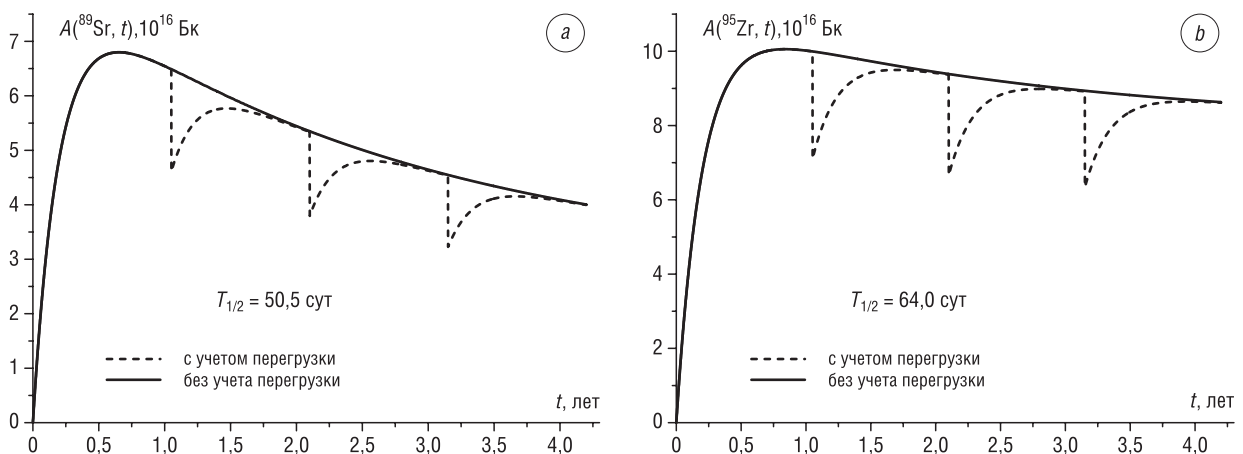 A(⁸⁹Sr, t),10¹⁶ Бк
a
7
6
5
4
3
2
1
0
T₁/₂ = 50,5 сут
с учетом перегрузки
без учета перегрузки
t, лет
0 0,5 1,0 1,5 2,0 2,5 3,0 3,5 4,0
A(⁹⁵Zr, t),10¹⁶ Бк
b
10
8
6
4
2
0
T₁/₂ = 64,0 сут
с учетом перегрузки
без учета перегрузки
t, лет
0 0,5 1,0 1,5 2,0 2,5 3,0 3,5 4,0